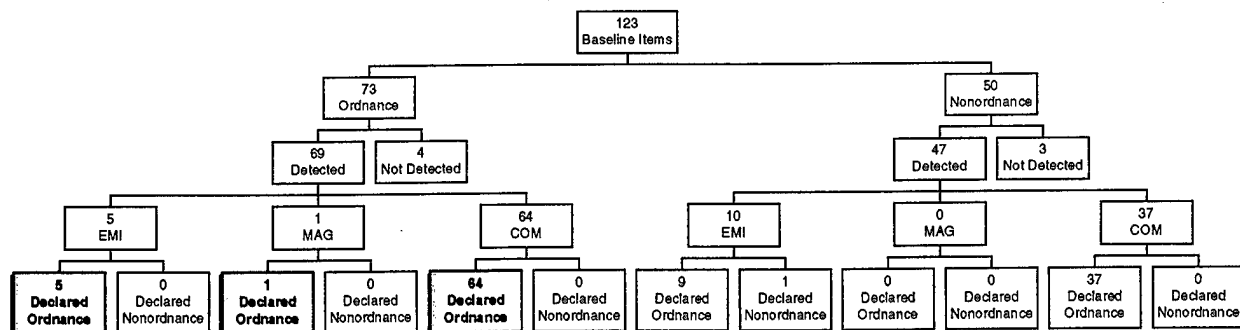 123
Baseline Items
73
Ordnance
50
Nonordnance
69
Detected
4
Not Detected
47
Detected
3
Not Detected
5
EMI
1
MAG
64
COM
10
EMI
0
MAG
37
COM
5
Declared
Ordnance
0
Declared
Nonordnance
1
Declared
Ordnance
0
Declared
Nonordnance
64
Declared
Ordnance
0
Declared
Nonordnance
9
Declared
Ordnance
1
Declared
Nonordnance
0
Declared
Ordnance
0
Declared
Nonordnance
37
Declared
Ordnance
0
Declared
Nonordnance